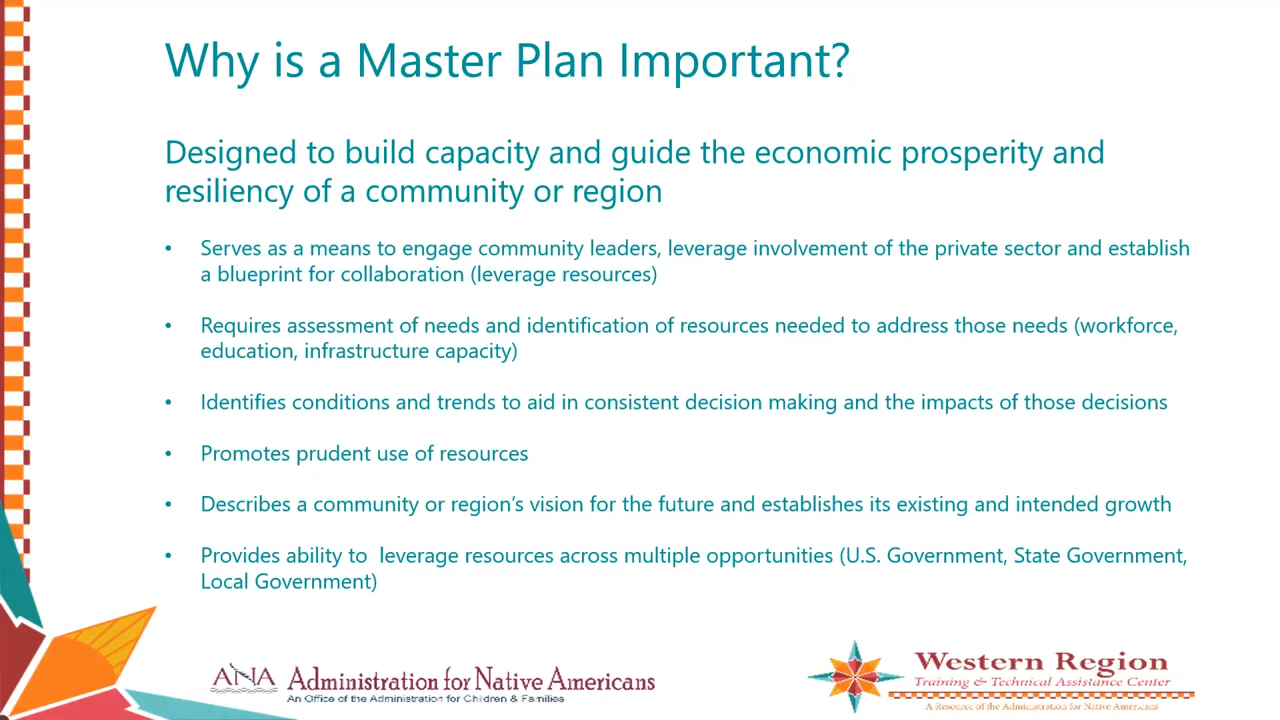 Why is a Master Plan Important?
Designed to build capacity and guide the economic prosperity and
resiliency of a community or region
• Serves as a means to engage community leaders, leverage involvement of the private sector and establish
a blueprint for collaboration (leverage resources)
• Requires assessment of needs and identification of resources needed to address those needs (workforce,
education, infrastructure capacity)
• Identifies conditions and trends to aid in consistent decision making and the impacts of those decisions
• Promotes prudent use of resources
• Describes a community or region’s vision for the future and establishes its existing and intended growth
• Provides ability to  leverage resources across multiple opportunities (U.S. Government, State Government,
Local Government)
ANA Administration for Native Americans
An Office of the Administration for Children & Families
Western Region
Training & Technical Assistance Center
A Resource of the Administration for Native Americans